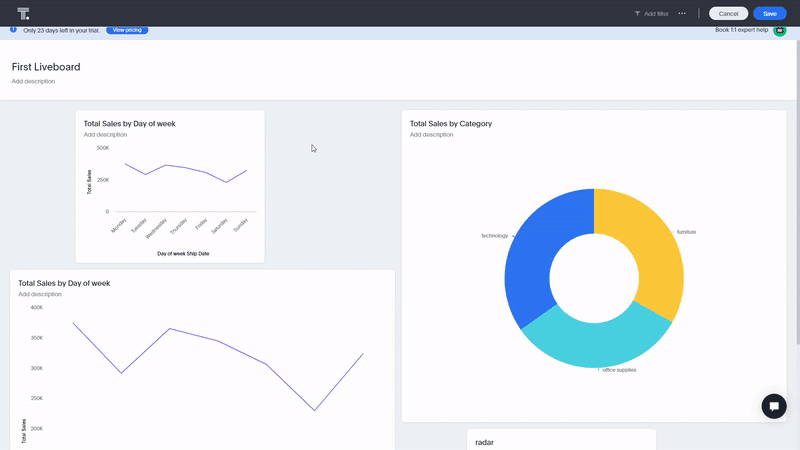 T.
Add filter
Cancel
Save
Only 23 days left in your trial.
View pricing
Book 1:1 expert help
First Liveboard
Add description
Total Sales by Day of week
Add description
500K
250K
0
Total Sales
Monday
Tuesday
Wednesday
Thursday
Friday
Saturday
Sunday
Day of week Ship Date
Total Sales by Category
Add description
technology
furniture
office supplies
Total Sales by Day of week
Add description
400K
350K
300K
250K
200K
Total Sales
radar